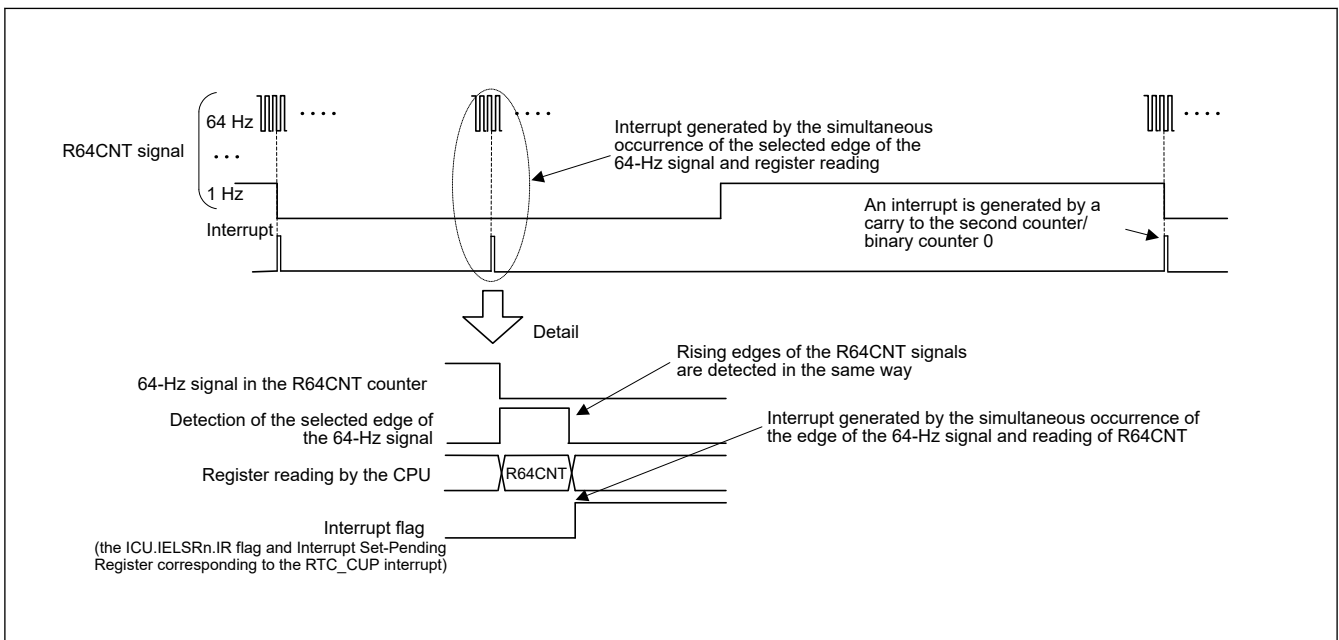 64 Hz
• • • •
• • • •
• • • •
R64CNT signal
• • •
1 Hz
Interrupt
Interrupt generated by the simultaneous
occurrence of the selected edge of the
64-Hz signal and register reading
An interrupt is generated by a
carry to the second counter/
binary counter 0
Detail
64-Hz signal in the R64CNT counter
Rising edges of the R64CNT signals
are detected in the same way
Detection of the selected edge of
the 64-Hz signal
Interrupt generated by the simultaneous occurrence of
the edge of the 64-Hz signal and reading of R64CNT
Register reading by the CPU
R64CNT
Interrupt flag
(the ICU.IELSRn.IR flag and Interrupt Set-Pending
Register corresponding to the RTC_CUP interrupt)